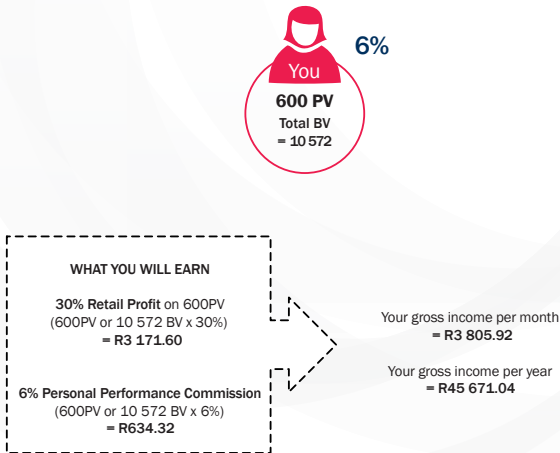 6%
You
600 PV
Total BV
= 10 572
WHAT YOU WILL EARN
30% Retail Profit on 600PV
(600PV or 10 572 BV x 30%)
= R3 171.60
6% Personal Performance Commission
(600PV or 10 572 BV x 6%)
= R634.32
Your gross income per month
= R3 805.92
Your gross income per year
= R45 671.04